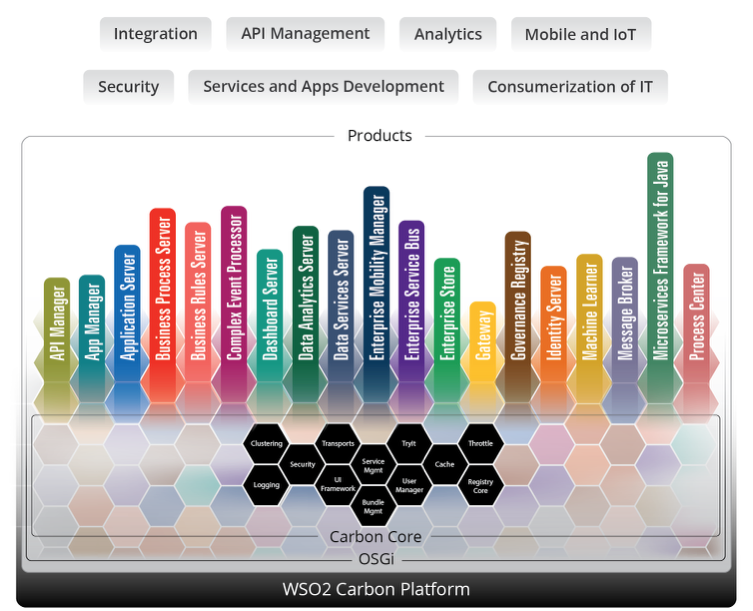 Integration
API Management
Analytics
Mobile and IoT
Security
Services and Apps Development
Consumerization of IT
Products
API Manager
App Manager
Application Server
Business Process Server
Business Rules Server
Complex Event Processor
Dashboard Server
Data Analytics Server
Data Services Server
Enterprise Mobility Manager
Enterprise Service Bus
Enterprise Store
Gateway
Governance Registry
Identity Server
Machine Learner
Message Broker
Microservices Framework for Java
Process Center
Clustering
Transports
TryIt
Throttle
Security
Service
Mgmt
Cache
Logging
UI
Framework
User
Manager
Registry
Core
Bundle
Mgmt
Carbon Core
OSGi
WSO2 Carbon Platform